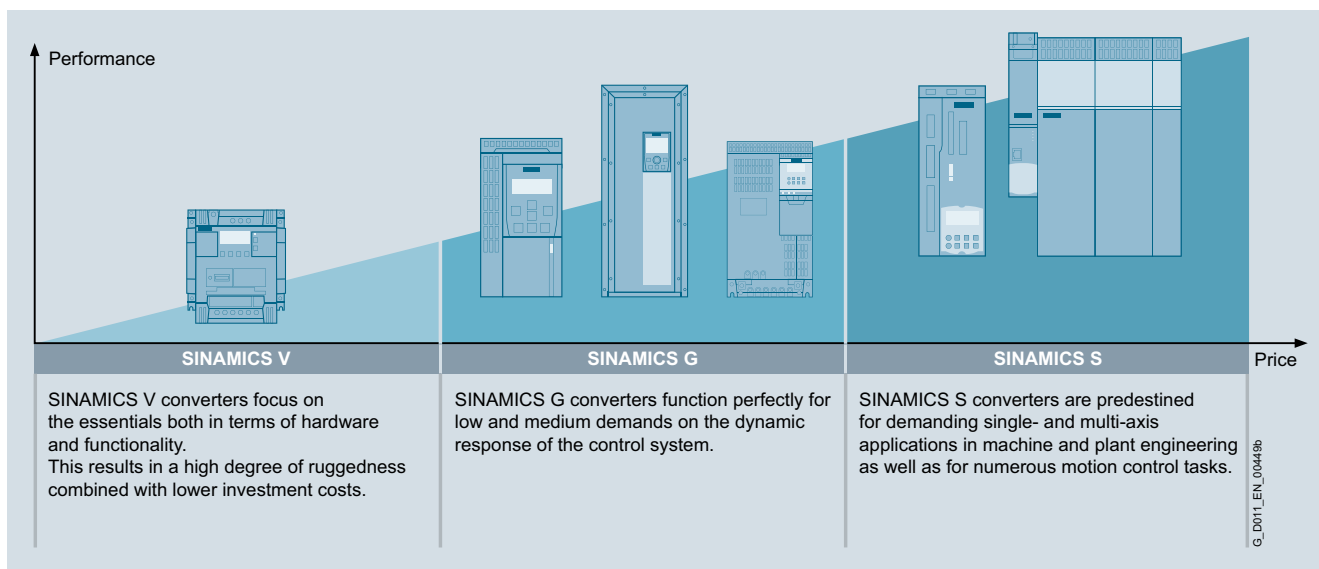 Performance
SINAMICS V
SINAMICS G
SINAMICS S
Price
SINAMICS V converters focus on
the essentials both in terms of hardware
and functionality.
This results in a high degree of ruggedness
combined with lower investment costs.
SINAMICS G converters function perfectly for
low and medium demands on the dynamic
response of the control system.
SINAMICS S converters are predestined
for demanding single- and multi-axis
applications in machine and plant engineering
as well as for numerous motion control tasks.
G_D011_EN_00449b